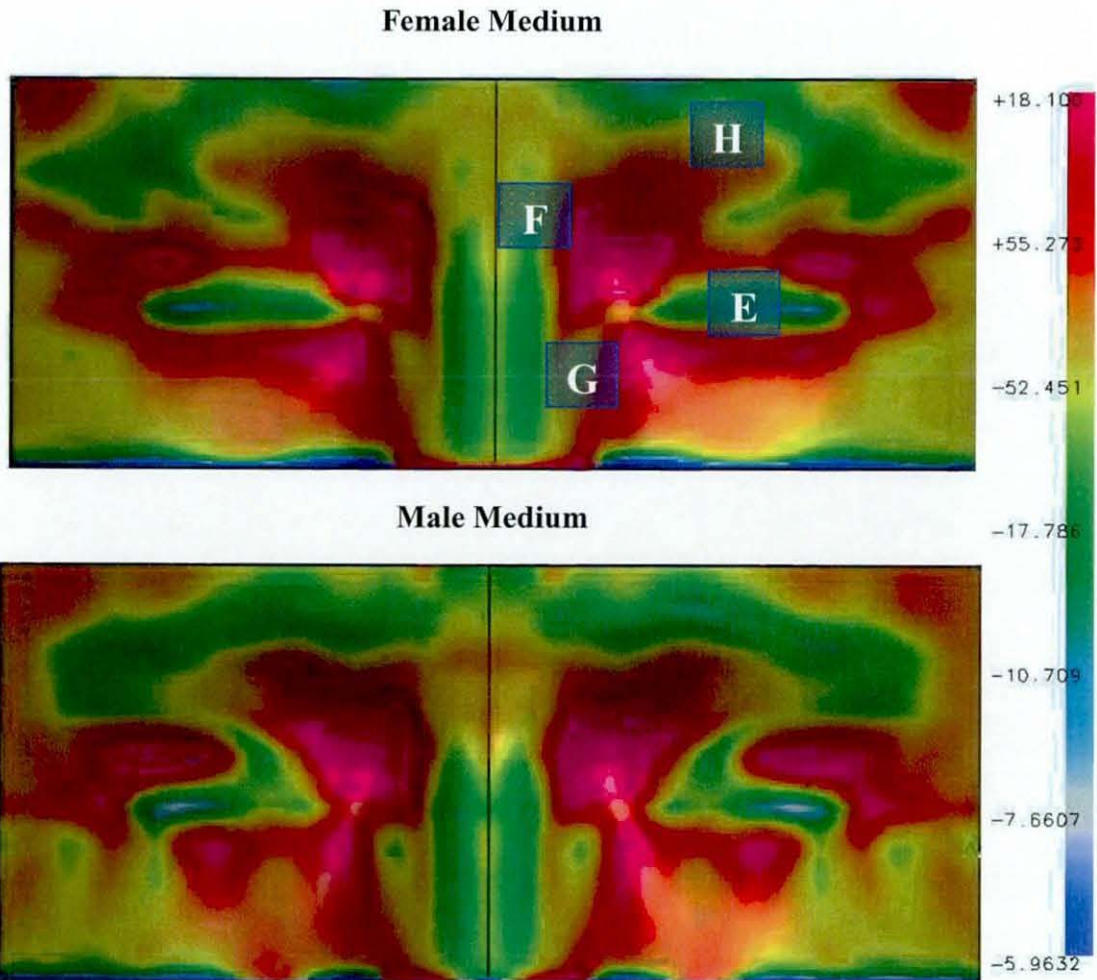 Female Medium
+18.100
H
F
+55.273
E
G
-52.451
Male Medium
-17.786
-10.709
-7.6607
-5.9632